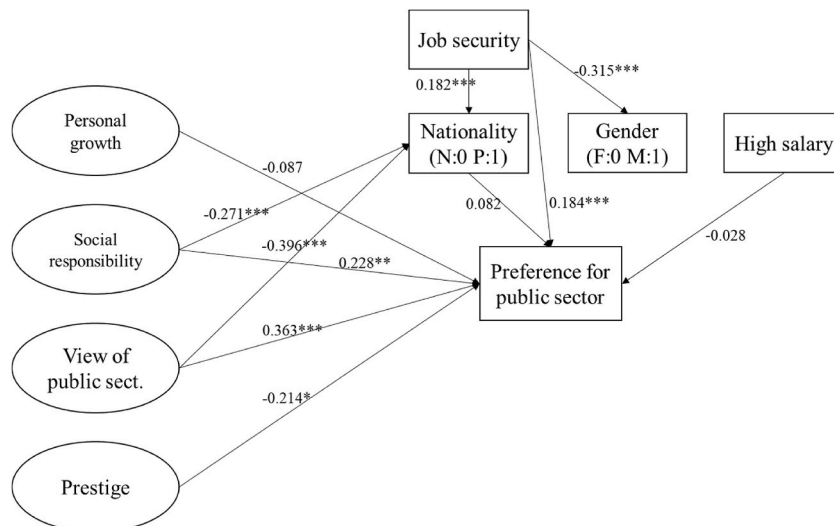 Job security
0.182***
-0.315***
Personal
growth
Nationality
(N:0 P:1)
Gender
(F:0 M:1)
High salary
-0.087
0.082
0.184***
-0.271***
-0.396***
-0.028
Social
responsibility
0.228**
Preference for
public sector
View of
public sect.
0.363***
-0.214*
Prestige